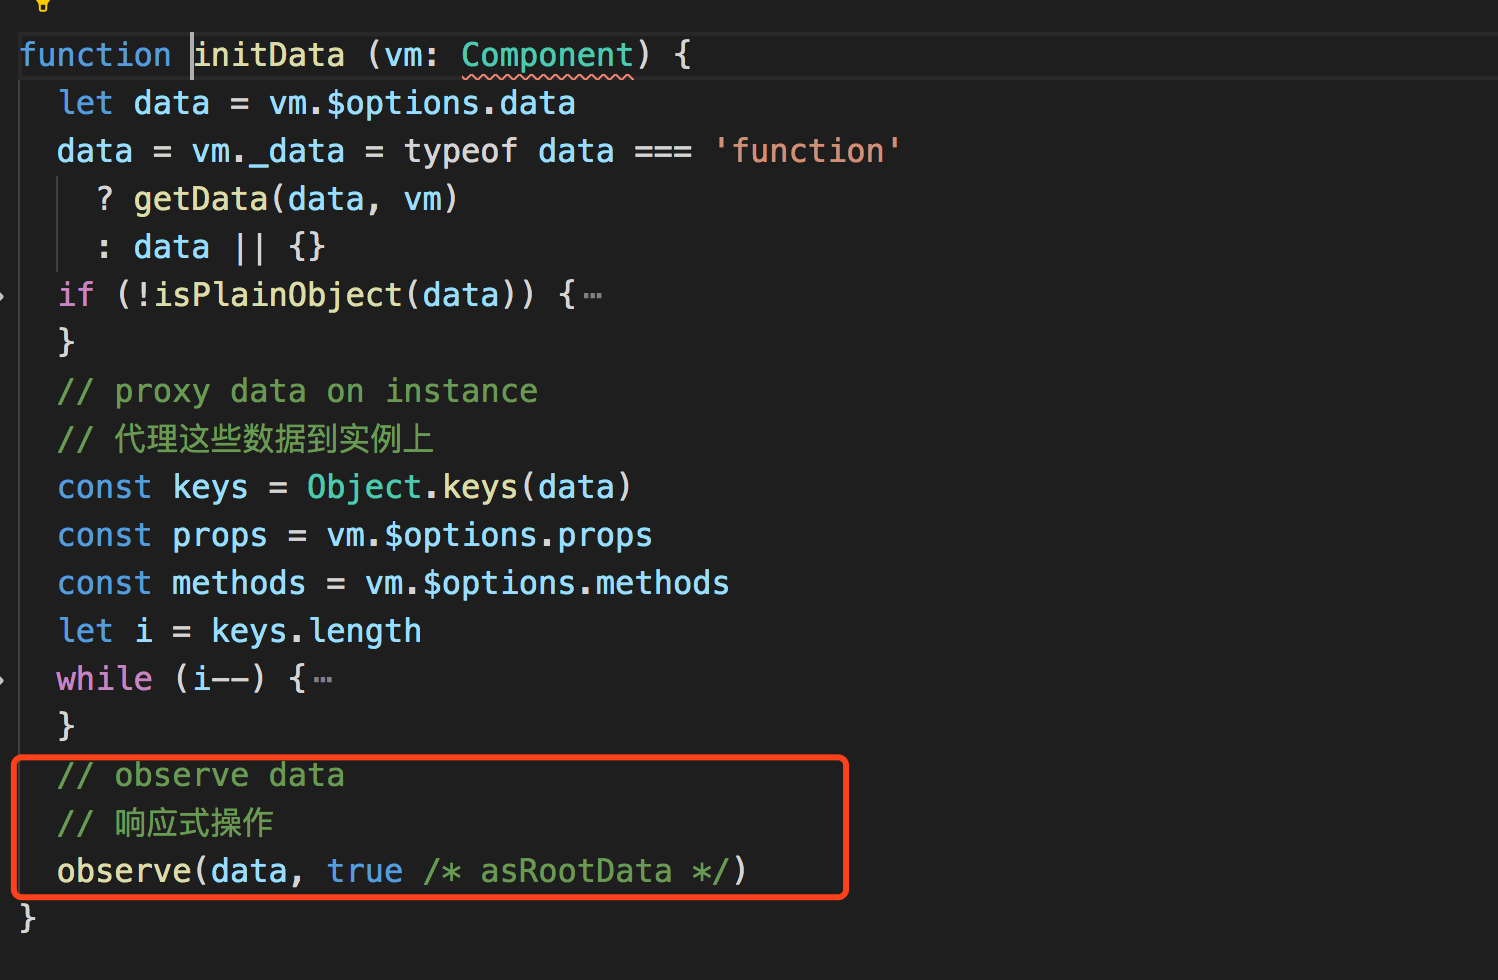 function initData (vm: Component) {
  let data = vm.$options.data
  data = vm._data = typeof data === 'function'
    ? getData(data, vm)
    : data || {}
  if (!isPlainObject(data)) {⋯
  }
  // proxy data on instance
  // 代理这些数据到实例上
  const keys = Object.keys(data)
  const props = vm.$options.props
  const methods = vm.$options.methods
  let i = keys.length
  while (i--) {⋯
  }
  // observe data
  // 响应式操作
  observe(data, true /* asRootData */)
}